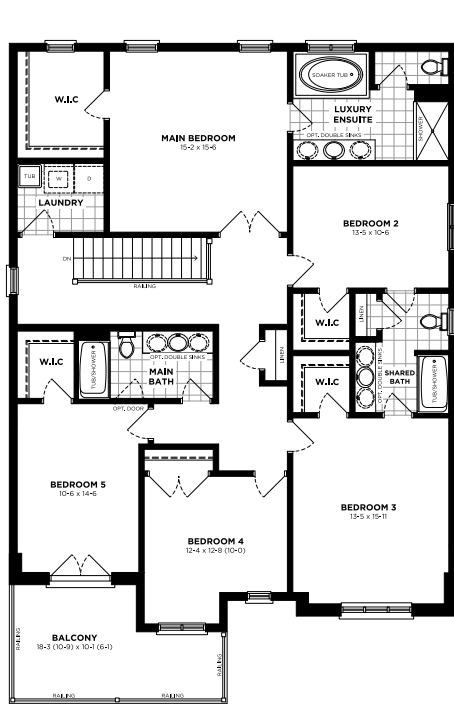 SOAKER TUB
W.I.C
LUXURY
ENSUITE
MAIN BEDROOM
15-2 x 15-6
SHOWER
OPT. DOUBLE SINKS
TUB
W
D
LAUNDRY
BEDROOM 2
13-5 x 10-6
DN
RAILING
LINEN
W.I.C
OPT. DOUBLE SINKS
W.I.C
TUB/SHOWER
MAIN
BATH
LINEN
W.I.C
OPT. DOUBLE SINKS
SHARED
BATH
TUB/SHOWER
OPT. DOOR
BEDROOM 5
10-6 x 14-6
BEDROOM 3
13-5 x 15-11
BEDROOM 4
12-4 x 12-8 (10-0)
RAILING
BALCONY
18-3 (10-9) x 10-1 (6-1)
RAILING
RAILING
RAILING